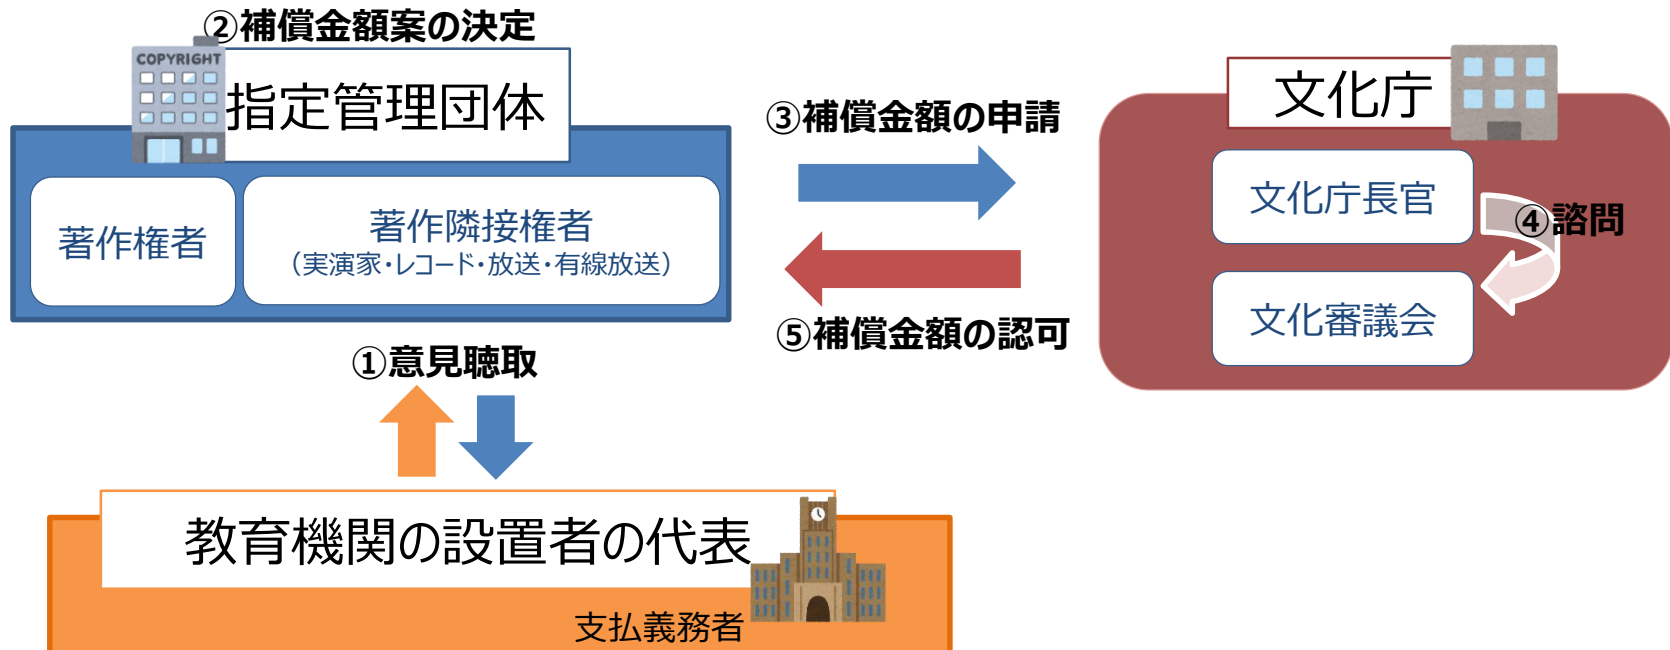 ②補償金額案の決定
COPYRIGHT
指定管理団体
著作権者
著作隣接権者
（実演家・レコード・放送・有線放送）
③補償金額の申請
⑤補償金額の認可
文化庁
文化庁長官
④諮問
文化審議会
①意見聴取
教育機関の設置者の代表
支払義務者